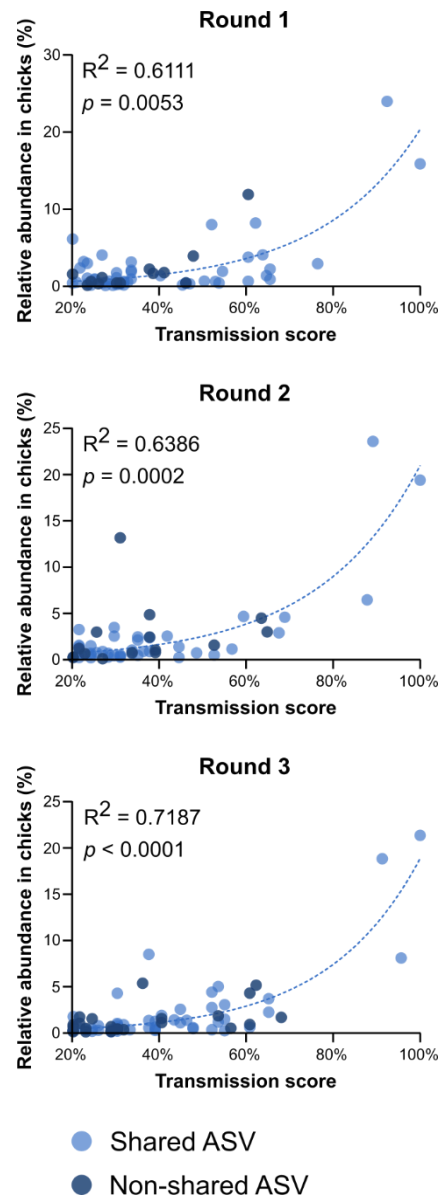 Round 1
Relative abundance in chicks (%)
30
20
10
0
R² = 0.6111
p = 0.0053
20%
40%
60%
80%
100%
Transmission score
Round 2
Relative abundance in chicks (%)
25
20
15
10
5
0
R² = 0.6386
p = 0.0002
20%
40%
60%
80%
100%
Transmission score
Round 3
Relative abundance in chicks (%)
25
20
15
10
5
0
R² = 0.7187
p < 0.0001
20%
40%
60%
80%
100%
Transmission score
Shared ASV
Non-shared ASV